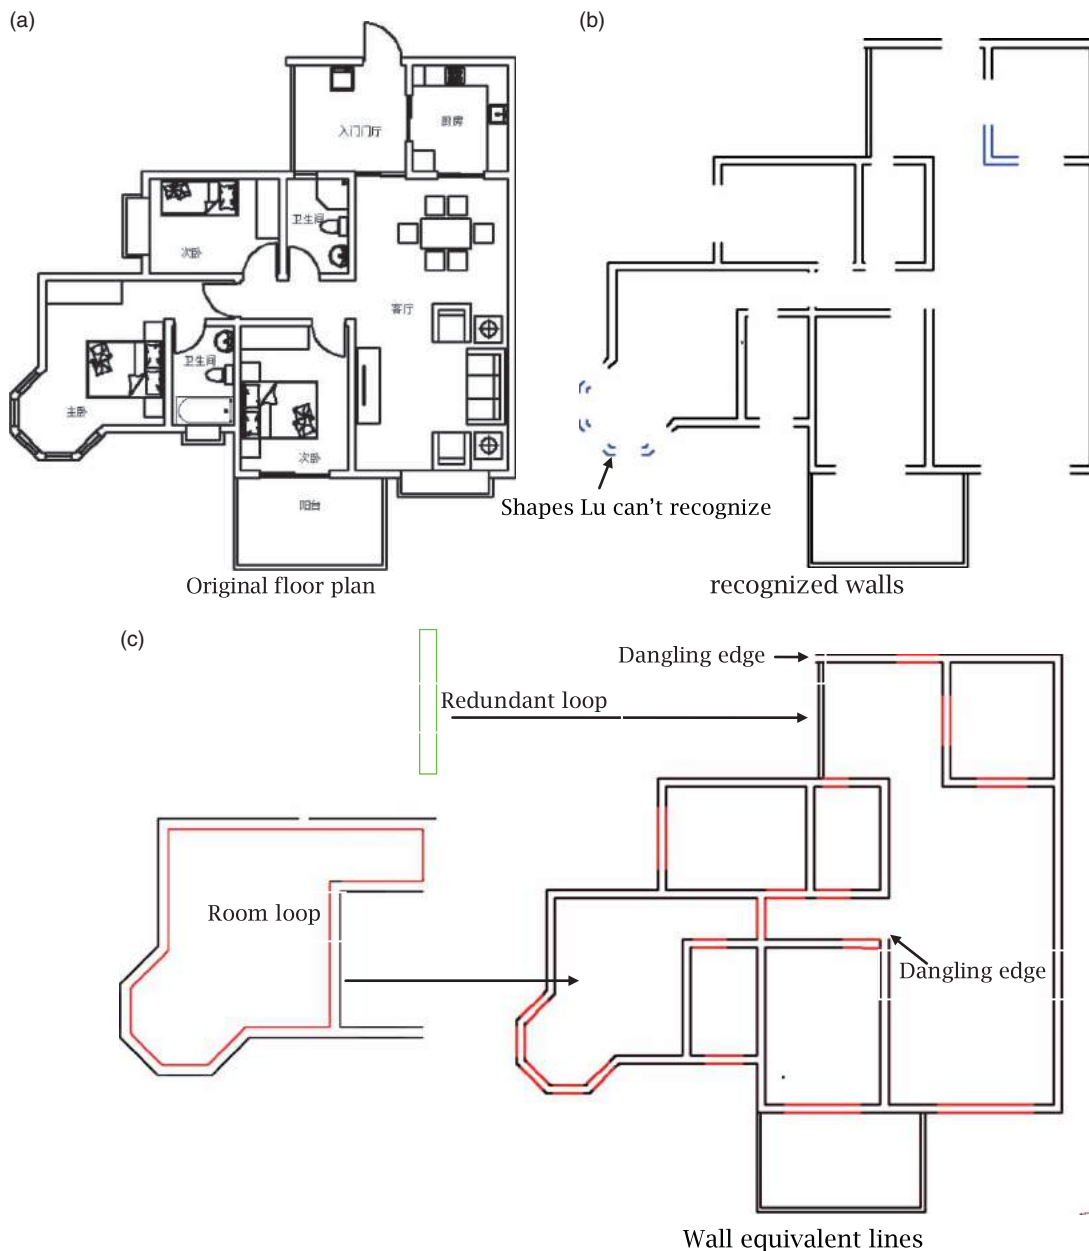 (a)
(b)
入门门厅
厨房
卫生间
次卧
客厅
卫生间
主卧
次卧
阳台
Shapes Lu can't recognize
Original floor plan
recognized walls
(c)
Dangling edge
Redundant loop
Room loop
Dangling edge
Wall equivalent lines